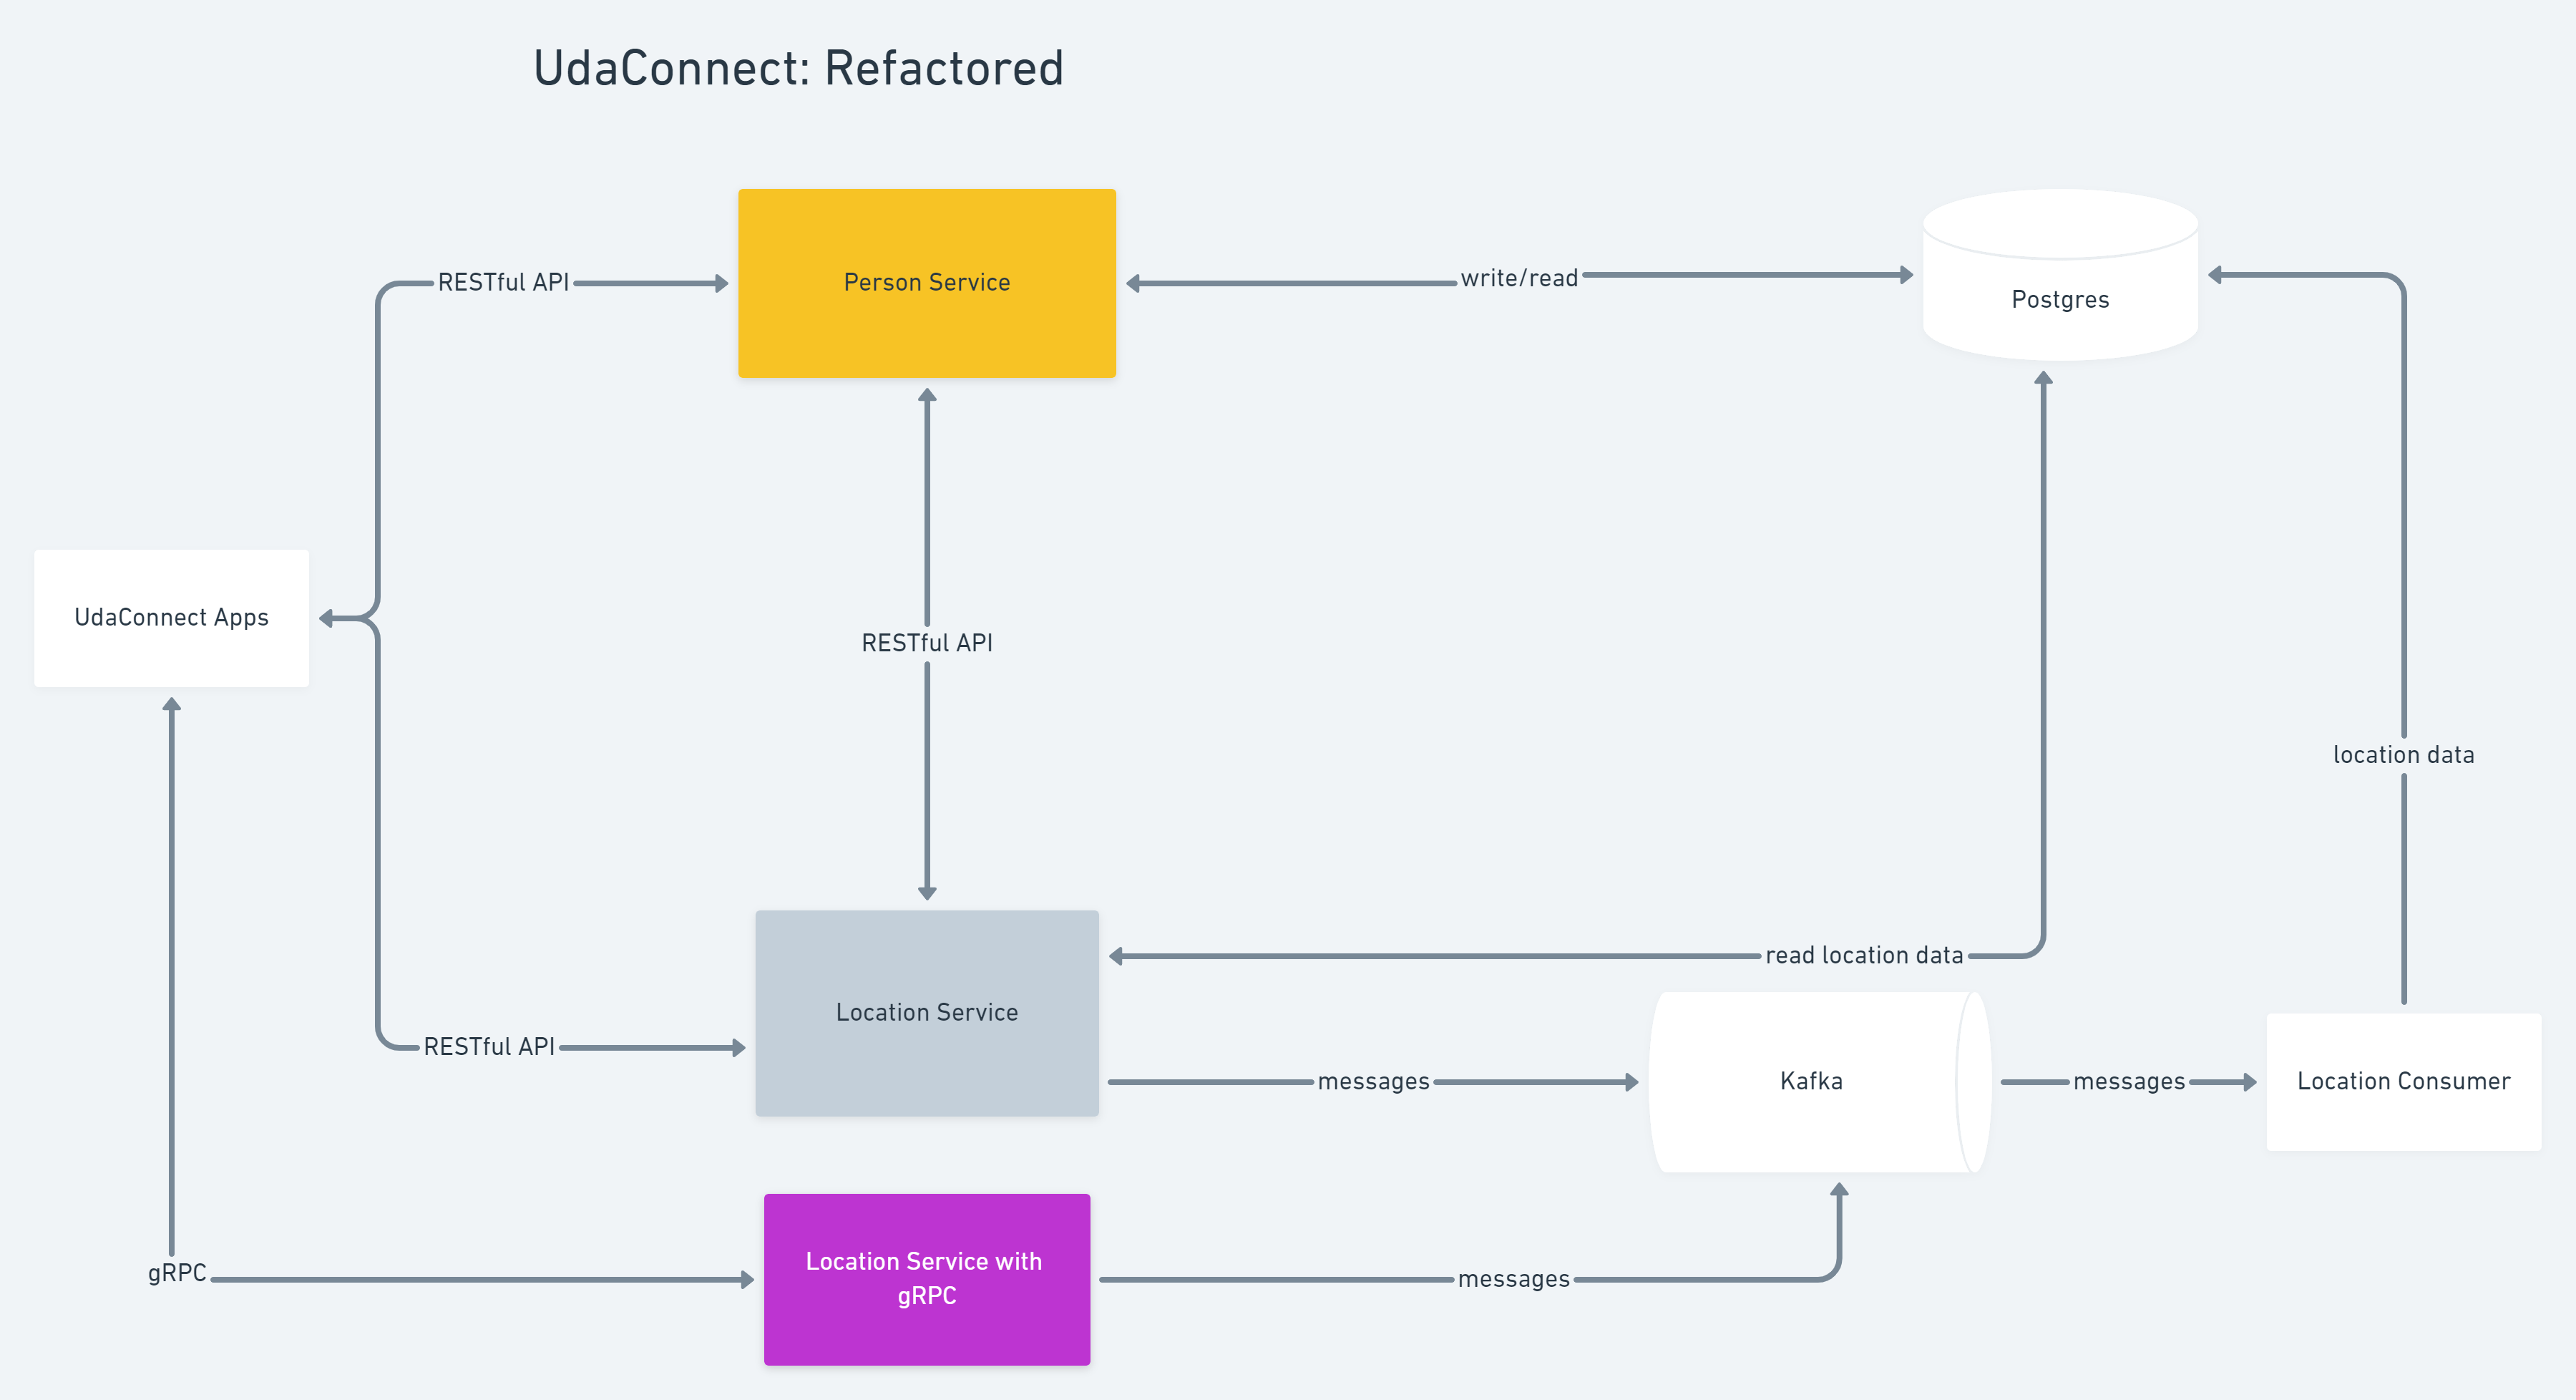 UdaConnect: Refactored
RESTful API
Person Service
write/read
Postgres
UdaConnect Apps
RESTful API
location data
read location data
Location Service
RESTful API
messages
Kafka
messages
Location Consumer
gRPC
Location Service with
gRPC
messages